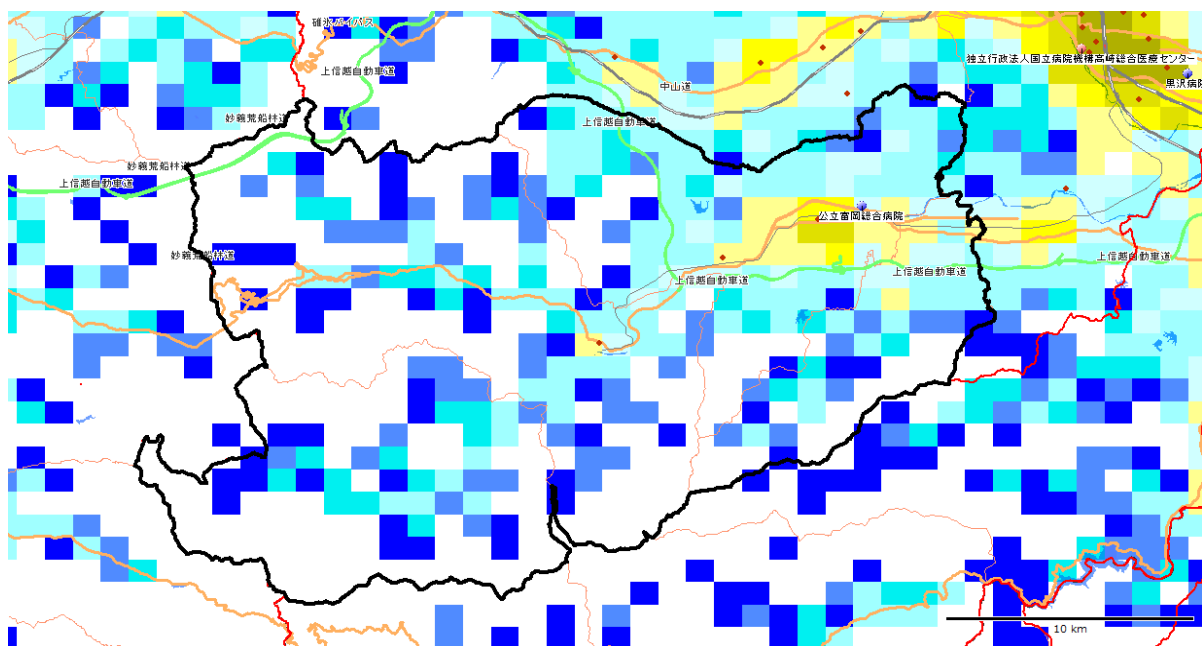 碓氷バイパス
独立行政法人国立病院機構高崎総合医療センター
上信越自動車道
黒沢病院
中山道
妙義荒船林道
上信越自動車道
妙義荒船林道
上信越自動車道
公立富岡総合病院
妙義荒船林道
上信越自動車道
上信越自動車道
上信越自動車道
10 km